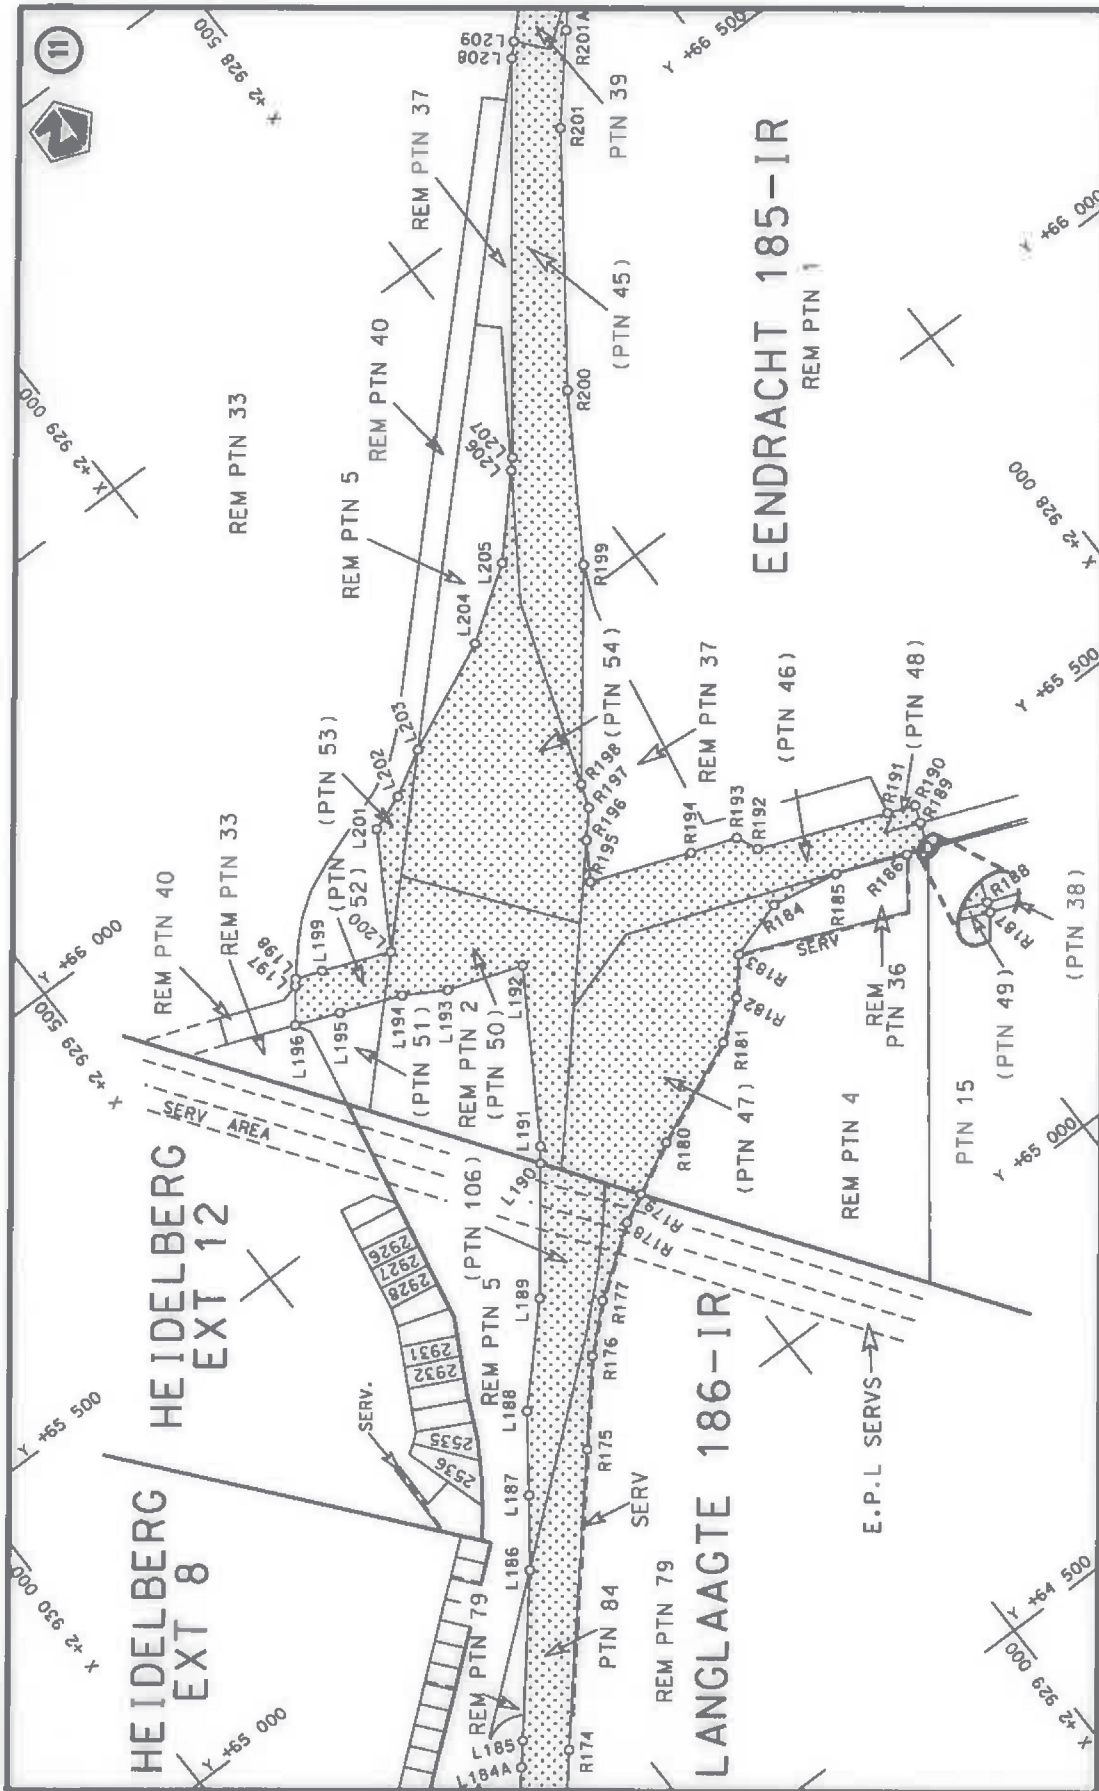 11
HEIDELBERG
EXT 8
HEIDELBERG
EXT 12
LANGLAAGTE 186-IR
EENDRACHT 185-IR
REM PTN 1
X +2 930 000
Y +65 000
Y +65 500
X +2 929 500
Y +66 000
X +2 929 000
+2 928 500
Y +66 500
+66 000
X +2 928 000
Y +65 500
Y +65 000
Y +64 500
X +2 929 000
REM PTN 79
L184A
L185
L186
L187
L188
L189
L190
L191
L192
L193
L194
L195
L196
L197
L198
L199
L200
L201
L202
L203
L204
L205
L206
L207
L208
L209
R174
R175
R176
R177
R178
R179
R180
R181
R182
R183
R184
R185
R186
R187
R188
R189
R190
R191
R192
R193
R194
R195
R196
R197
R198
R199
R200
R201
R201A
SERV.
2536
2535
2932
2931
2928
2927
2926
SERV AREA
REM PTN 5
(PTN 106)
REM PTN 40
REM PTN 33
(PTN 51)
REM PTN 2
(PTN 50)
(PTN 52)
(PTN 53)
REM PTN 5
REM PTN 40
REM PTN 33
REM PTN 37
PTN 39
(PTN 45)
(PTN 54)
REM PTN 37
(PTN 46)
(PTN 48)
(PTN 47)
SERV
REM
PTN 36
(PTN 49)
(PTN 38)
PTN 15
REM PTN 4
E.P.L SERVS
SERV
PTN 84
REM PTN 79